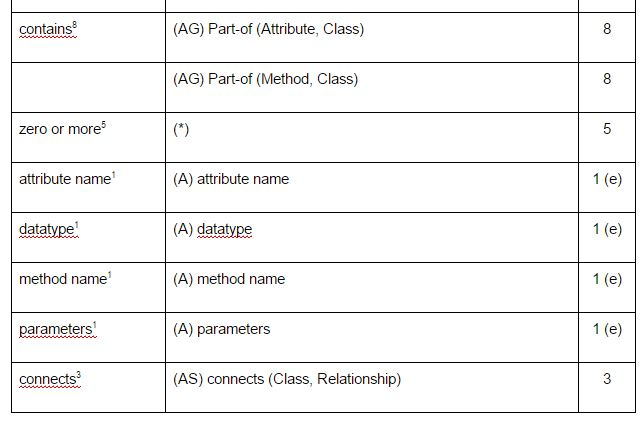 contains⁸ (AG) Part-of (Attribute, Class) 8
(AG) Part-of (Method, Class) 8
zero or more⁵ (*) 5
attribute name¹ (A) attribute name 1 (e)
datatype¹ (A) datatype 1 (e)
method name¹ (A) method name 1 (e)
parameters¹ (A) parameters 1 (e)
connects³ (AS) connects (Class, Relationship) 3